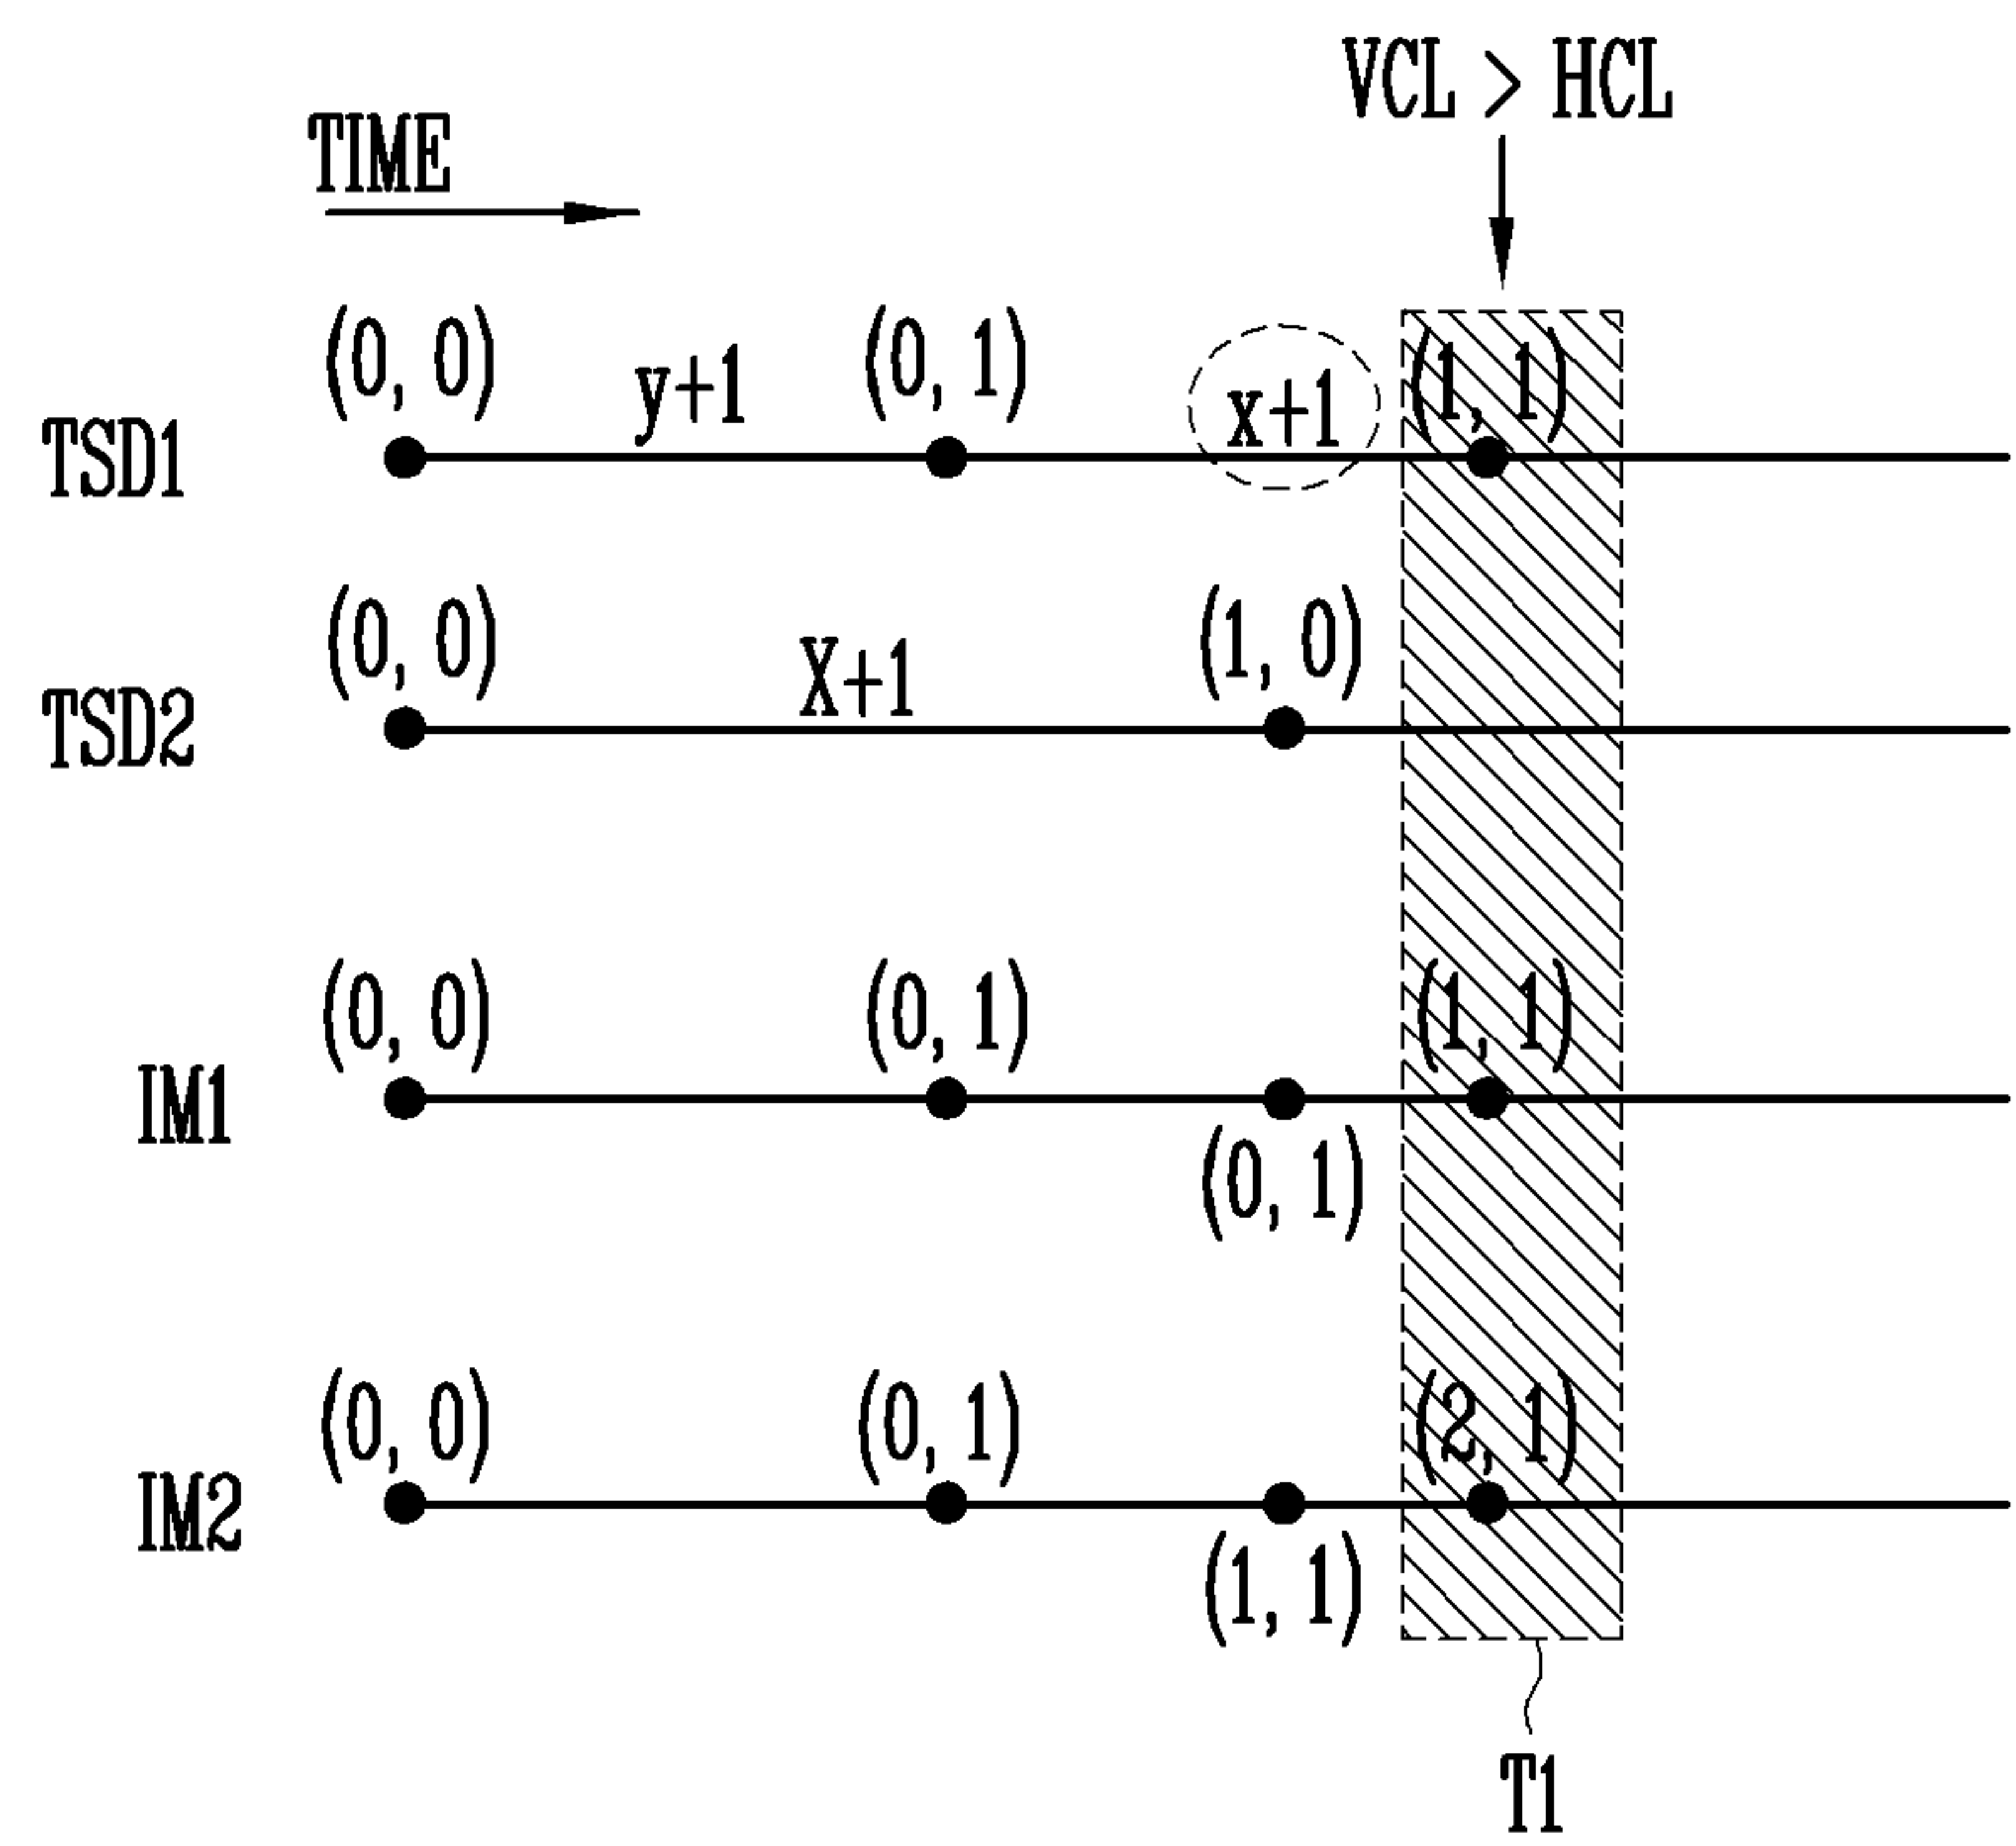 VCL > HCL
TIME
(0, 0) y+1 (0, 1) x+1 (1, 1)
TSD1
(0, 0) X+1 (1, 0)
TSD2
(0, 0) (0, 1) (1, 1)
IM1
(0, 1)
(0, 0) (0, 1) (2, 1)
IM2
(1, 1)
T1